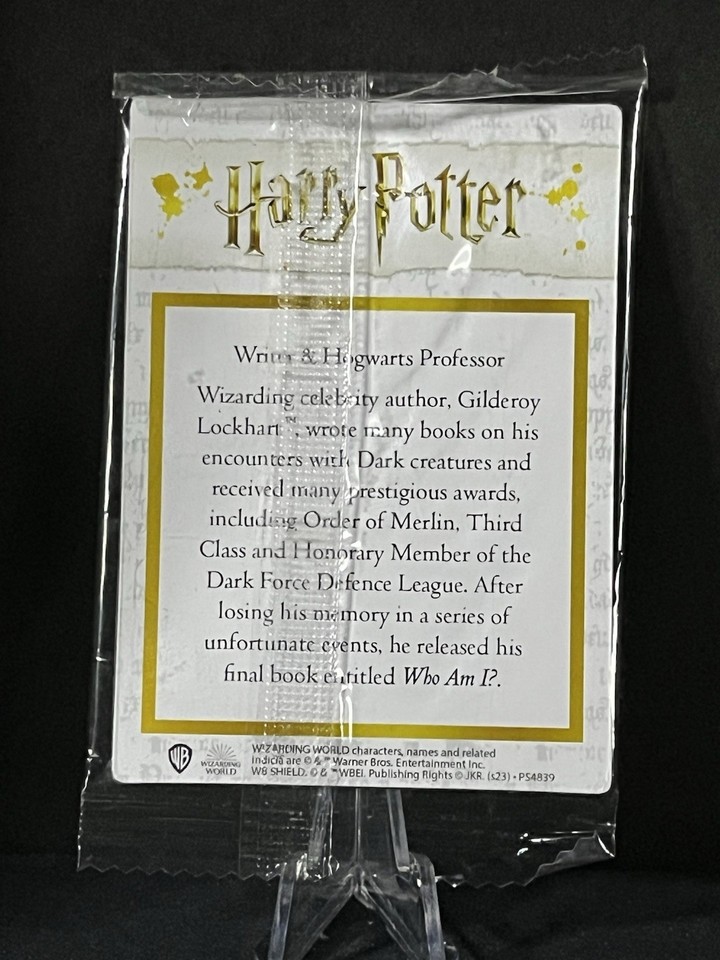 Harry Potter
Writer & Hogwarts Professor
Wizarding celebrity author, Gilderoy
Lockhart™, wrote many books on his
encounters with Dark creatures and
received many prestigious awards,
including Order of Merlin, Third
Class and Honorary Member of the
Dark Force Defence League. After
losing his memory in a series of
unfortunate events, he released his
final book entitled Who Am I?.
WB
WIZARDING
WORLD
WIZARDING WORLD characters, names and related
indicia are © & ™ Warner Bros. Entertainment Inc.
WB SHIELD: © & ™ WBEI. Publishing Rights © JKR. (s23) • PS4839